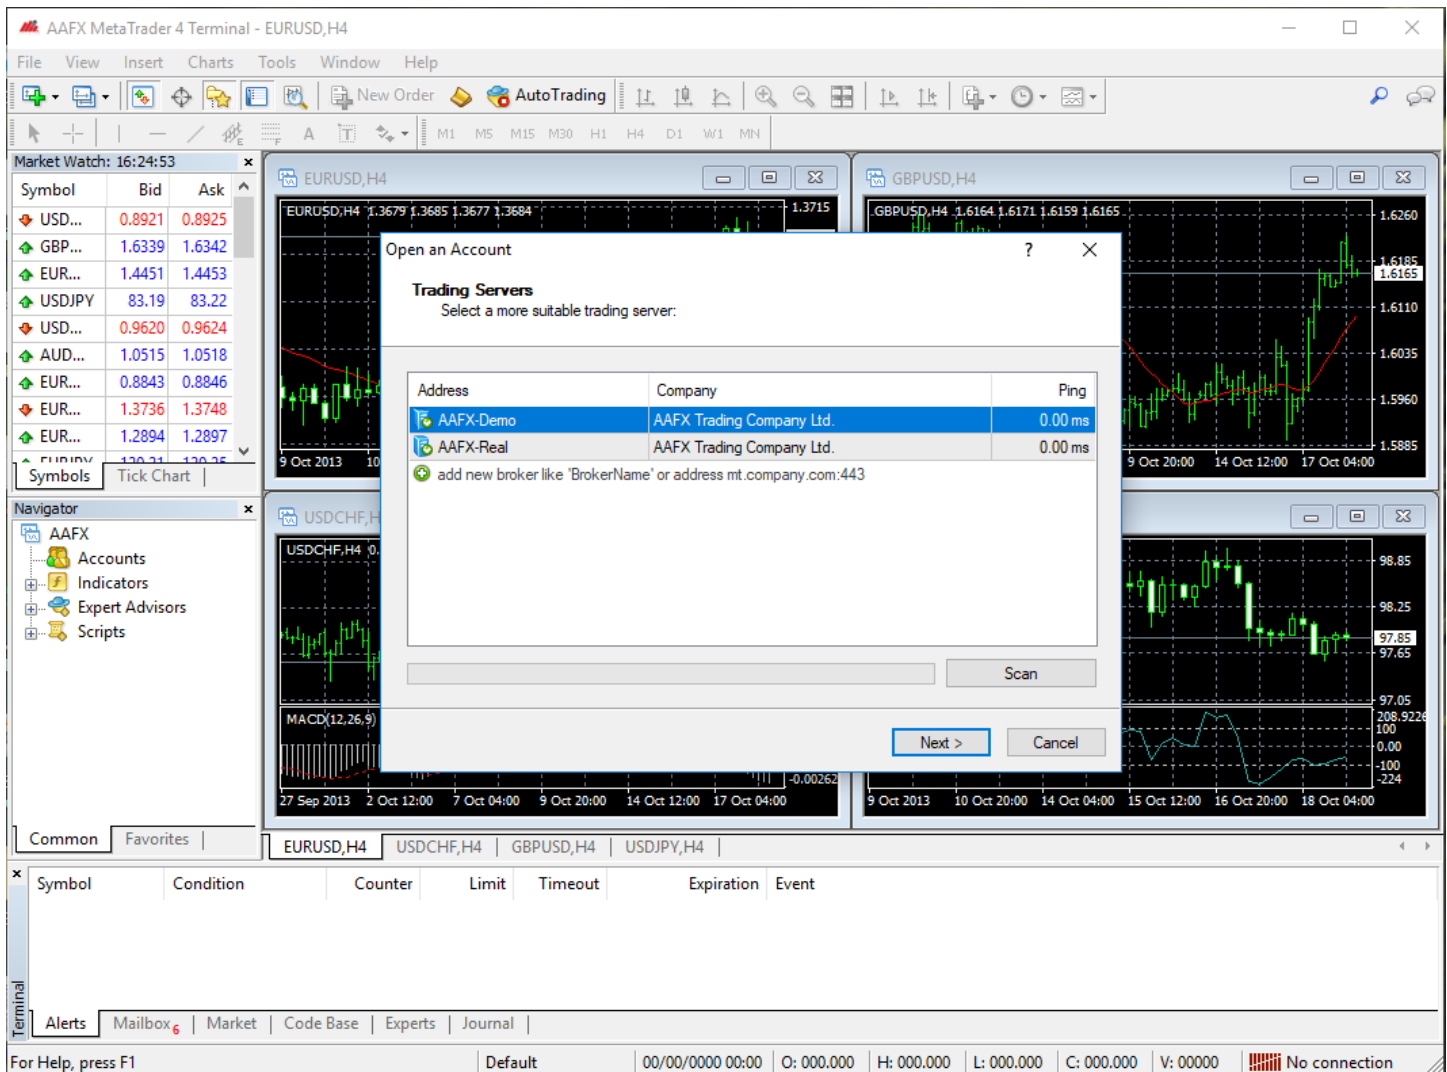 AAFX MetaTrader 4 Terminal - EURUSD,H4
File View Insert Charts Tools Window Help
New Order AutoTrading
A T M1 M5 M15 M30 H1 H4 D1 W1 MN
Market Watch: 16:24:53
Symbol Bid Ask
USD... 0.8921 0.8925
GBP... 1.6339 1.6342
EUR... 1.4451 1.4453
USDJPY 83.19 83.22
USD... 0.9620 0.9624
AUD... 1.0515 1.0518
EUR... 0.8843 0.8846
EUR... 1.3736 1.3748
EUR... 1.2894 1.2897
Symbols Tick Chart
Navigator
AAFX
Accounts
Indicators
Expert Advisors
Scripts
Common Favorites
EURUSD,H4
EURUSD,H4 1.3679 1.3685 1.3677 1.3684
1.3715
9 Oct 2013 10
GBPUSD,H4
GBPUSD,H4 1.6164 1.6171 1.6159 1.6165
1.6260
1.6185
1.6165
1.6110
1.6035
1.5960
1.5885
9 Oct 20:00 14 Oct 12:00 17 Oct 04:00
Open an Account ?
Trading Servers
Select a more suitable trading server:
Address Company Ping
AAFX-Demo AAFX Trading Company Ltd. 0.00 ms
AAFX-Real AAFX Trading Company Ltd. 0.00 ms
add new broker like 'BrokerName' or address mt.company.com:443
Scan
Next > Cancel
USDCHF,H
USDCHF,H4 0.
MACD(12,26,9)
-0.00262
27 Sep 2013 2 Oct 12:00 7 Oct 04:00 9 Oct 20:00 14 Oct 12:00 17 Oct 04:00
98.85
98.25
97.85
97.65
97.05
208.9226
100
0.00
-100
-224
9 Oct 2013 10 Oct 20:00 14 Oct 04:00 15 Oct 12:00 16 Oct 20:00 18 Oct 04:00
EURUSD,H4 USDCHF,H4 GBPUSD,H4 USDJPY,H4
Symbol Condition Counter Limit Timeout Expiration Event
Terminal
Alerts Mailbox 6 Market Code Base Experts Journal
For Help, press F1 Default 00/00/0000 00:00 O: 000.000 H: 000.000 L: 000.000 C: 000.000 V: 00000 No connection